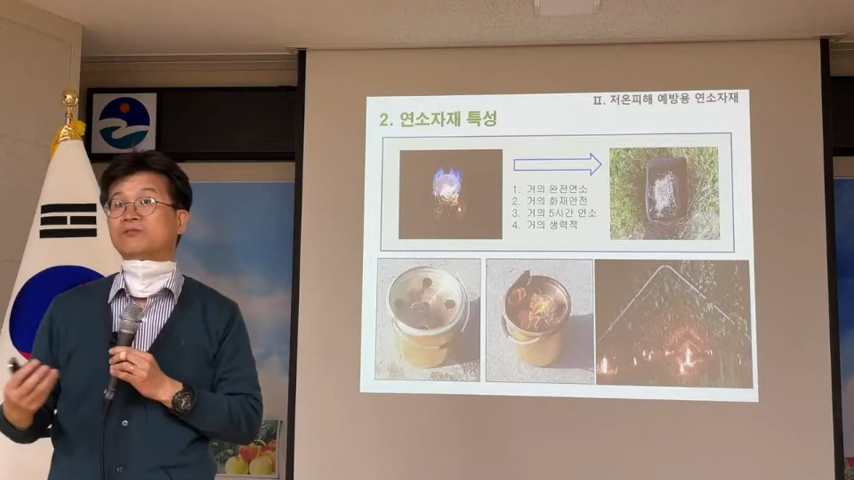 Ⅱ. 저온피해 예방용 연소자재
2. 연소자재 특성
1. 거의 완전연소
2. 거의 화재안전
3. 거의 5시간 연소
4. 거의 생력적